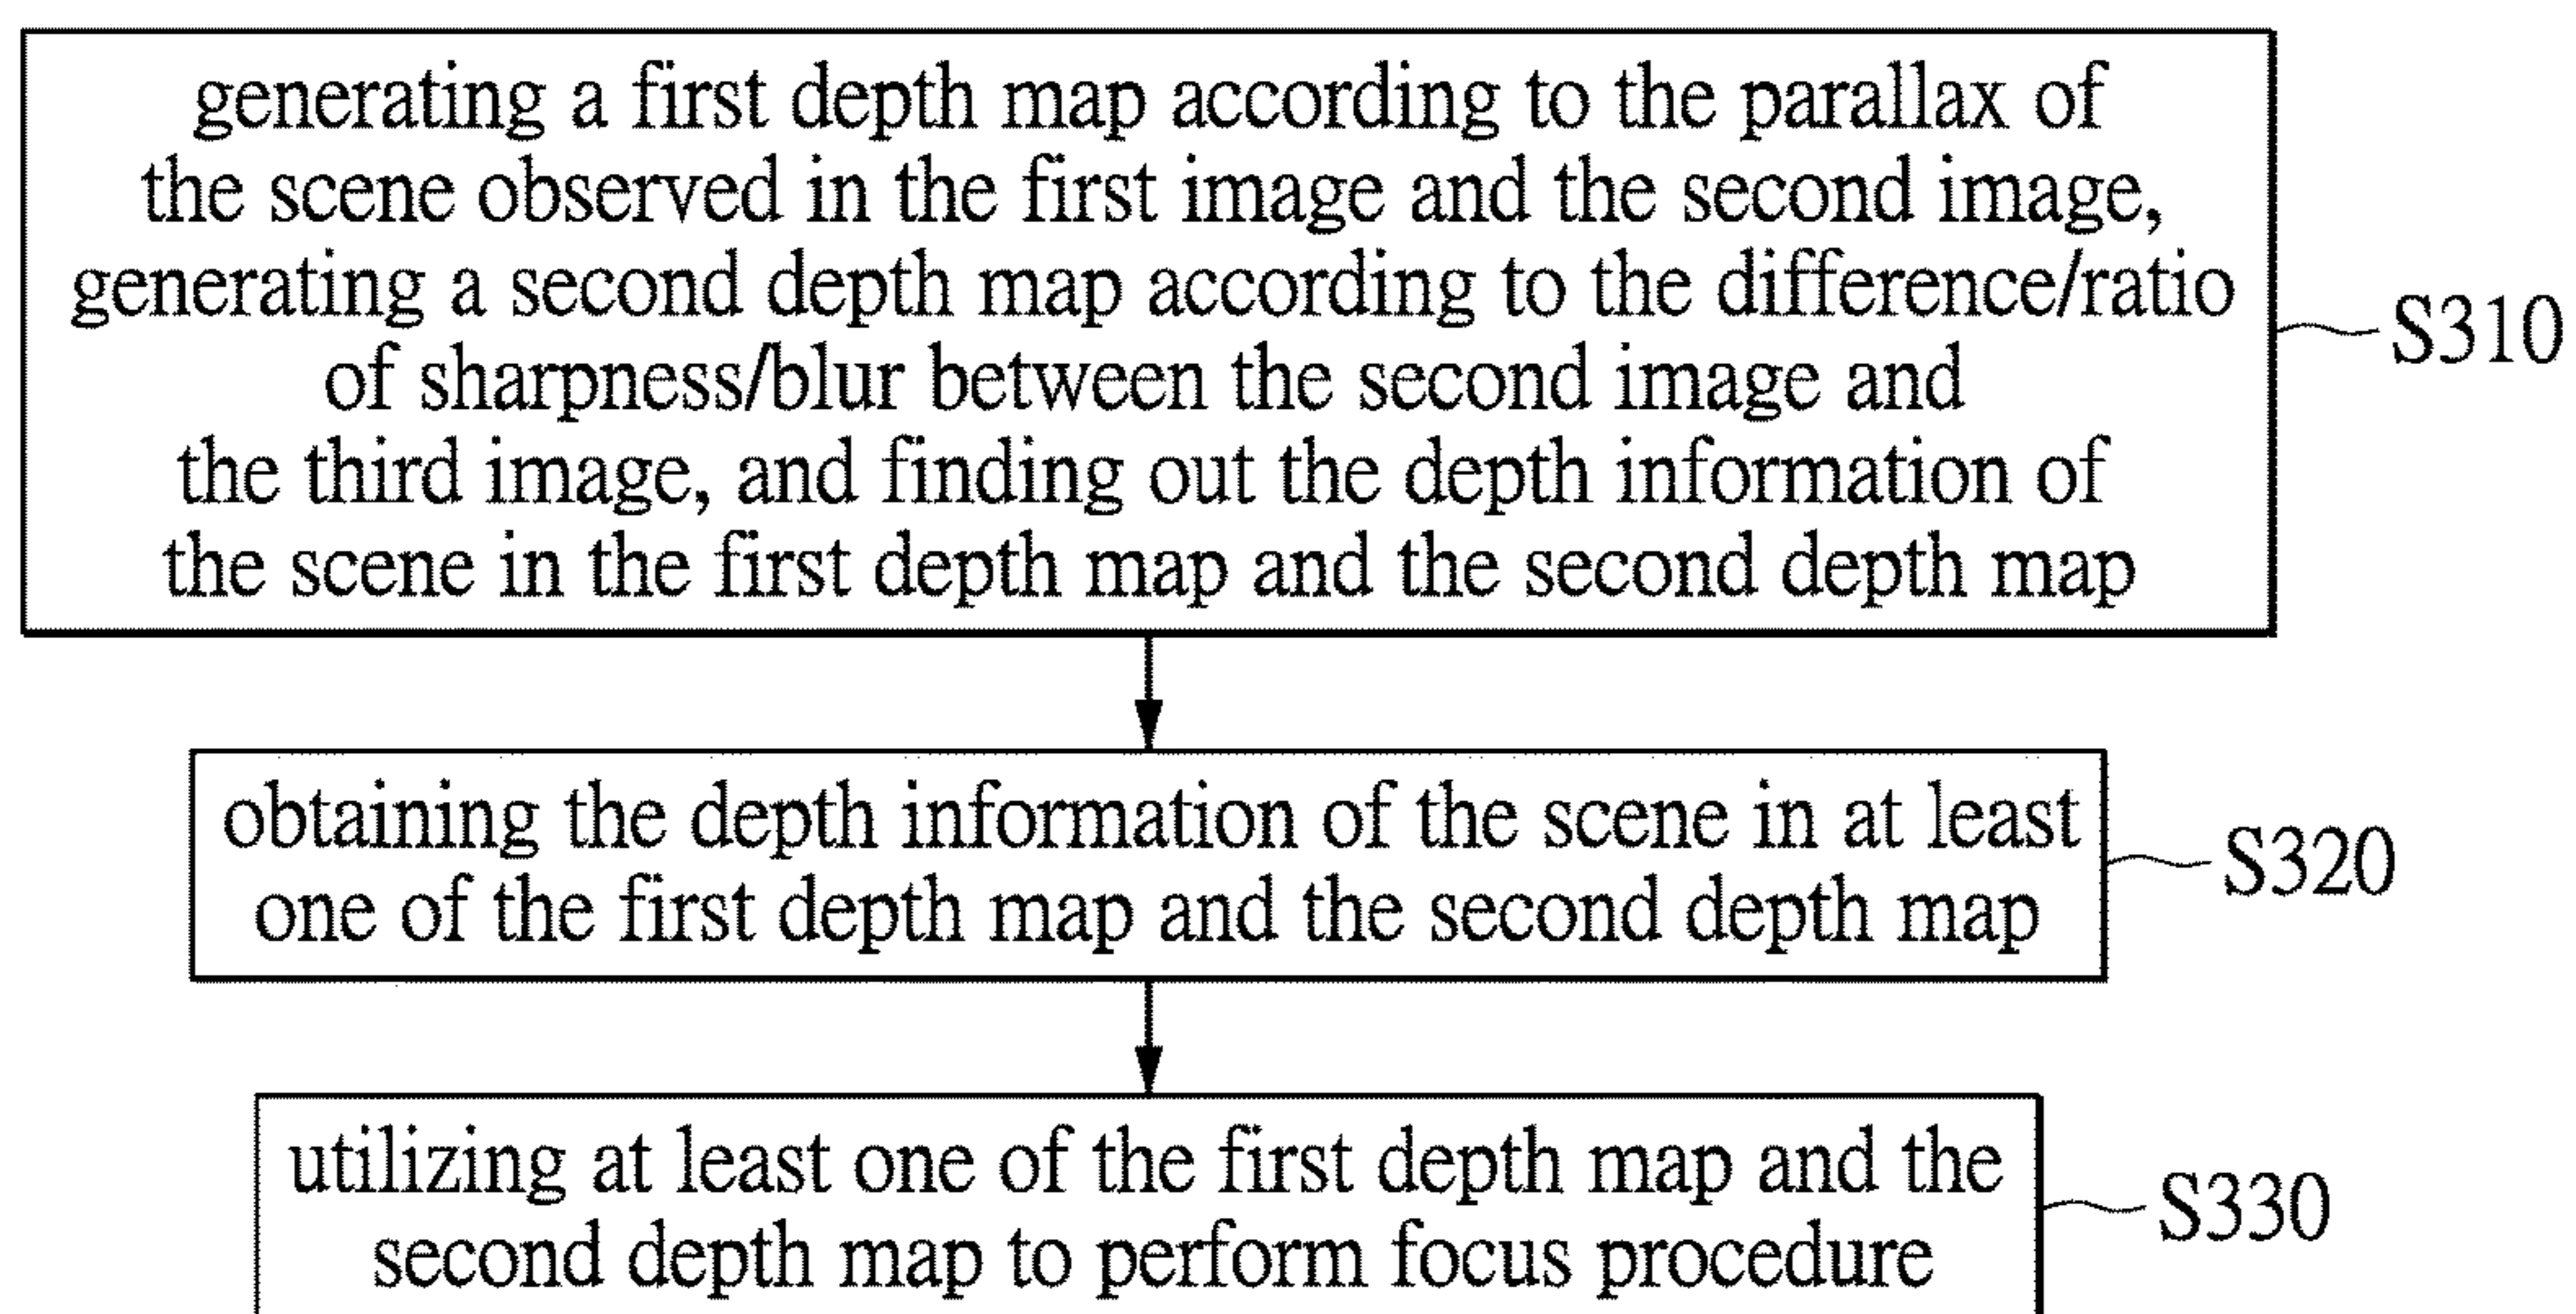 generating a first depth map according to the parallax of
the scene observed in the first image and the second image,
generating a second depth map according to the difference/ratio
of sharpness/blur between the second image and
the third image, and finding out the depth information of
the scene in the first depth map and the second depth map
S310
obtaining the depth information of the scene in at least
one of the first depth map and the second depth map
S320
utilizing at least one of the first depth map and the
second depth map to perform focus procedure
S330